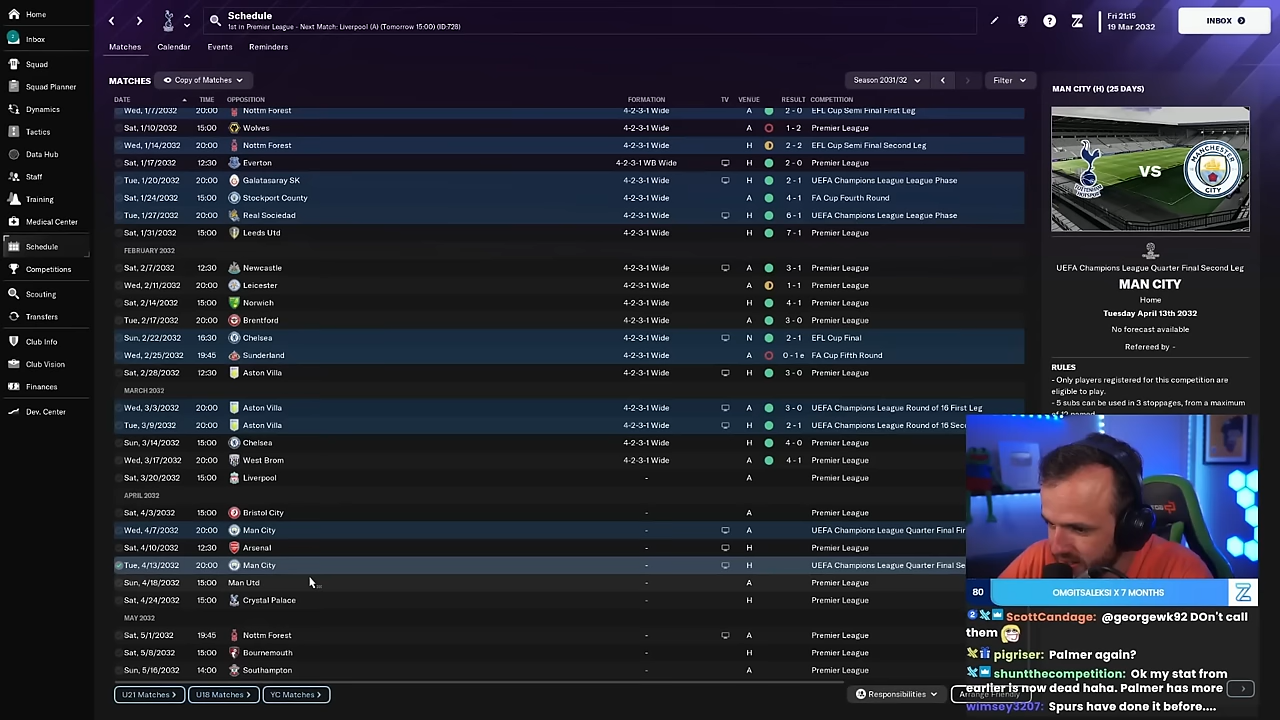 Home
Inbox
Squad
Squad Planner
Dynamics
Tactics
Data Hub
Staff
Training
Medical Center
Schedule
Competitions
Scouting
Transfers
Club Info
Club Vision
Finances
Dev. Center
Schedule
1st in Premier League - Next Match: Liverpool (A) (Tomorrow 15:00) (ID:728)
Fri 21:15
19 Mar 2032
INBOX
Matches Calendar Events Reminders
MATCHES Copy of Matches Season 2031/32 Filter
DATE TIME OPPOSITION FORMATION TV VENUE RESULT COMPETITION
Wed, 1/7/2032 20:00 Nottm Forest 4-2-3-1 Wide A 2 - 0 EFL Cup Semi Final First Leg
Sat, 1/10/2032 15:00 Wolves 4-2-3-1 Wide A 1 - 2 Premier League
Wed, 1/14/2032 20:00 Nottm Forest 4-2-3-1 Wide H 2 - 2 EFL Cup Semi Final Second Leg
Sat, 1/17/2032 12:30 Everton 4-2-3-1 WB Wide H 2 - 0 Premier League
Tue, 1/20/2032 20:00 Galatasaray SK 4-2-3-1 Wide H 2 - 1 UEFA Champions League League Phase
Sat, 1/24/2032 15:00 Stockport County 4-2-3-1 Wide A 4 - 1 FA Cup Fourth Round
Tue, 1/27/2032 20:00 Real Sociedad 4-2-3-1 Wide H 6 - 1 UEFA Champions League League Phase
Sat, 1/31/2032 15:00 Leeds Utd 4-2-3-1 Wide H 7 - 1 Premier League
FEBRUARY 2032
Sat, 2/7/2032 12:30 Newcastle 4-2-3-1 Wide A 3 - 1 Premier League
Wed, 2/11/2032 20:00 Leicester 4-2-3-1 Wide A 1 - 1 Premier League
Sat, 2/14/2032 15:00 Norwich 4-2-3-1 Wide H 4 - 1 Premier League
Tue, 2/17/2032 20:00 Brentford 4-2-3-1 Wide A 3 - 0 Premier League
Sun, 2/22/2032 16:30 Chelsea 4-2-3-1 Wide N 2 - 1 EFL Cup Final
Wed, 2/25/2032 19:45 Sunderland 4-2-3-1 Wide A 0 - 1 e FA Cup Fifth Round
Sat, 2/28/2032 12:30 Aston Villa 4-2-3-1 Wide H 3 - 0 Premier League
MARCH 2032
Wed, 3/3/2032 20:00 Aston Villa 4-2-3-1 Wide A 3 - 0 UEFA Champions League Round of 16 First Leg
Tue, 3/9/2032 20:00 Aston Villa 4-2-3-1 Wide H 2 - 1 UEFA Champions League Round of 16 Sec
Sun, 3/14/2032 15:00 Chelsea 4-2-3-1 Wide H 4 - 0 Premier League
Wed, 3/17/2032 20:00 West Brom 4-2-3-1 Wide A 4 - 1 Premier League
Sat, 3/20/2032 15:00 Liverpool - A Premier League
APRIL 2032
Sat, 4/3/2032 15:00 Bristol City - A Premier League
Wed, 4/7/2032 20:00 Man City - A UEFA Champions League Quarter Final Fir
Sat, 4/10/2032 12:30 Arsenal - H Premier League
Tue, 4/13/2032 20:00 Man City - H UEFA Champions League Quarter Final Se
Sun, 4/18/2032 15:00 Man Utd - A Premier League
Sat, 4/24/2032 15:00 Crystal Palace - H Premier League
MAY 2032
Sat, 5/1/2032 19:45 Nottm Forest - A Premier League
Sat, 5/8/2032 15:00 Bournemouth - H Premier League
Sun, 5/16/2032 14:00 Southampton - A Premier League
U21 Matches U18 Matches YC Matches Responsibilities Arrange Friendly
MAN CITY (H) (25 DAYS)
VS
UEFA Champions League Quarter Final Second Leg
MAN CITY
Home
Tuesday April 13th 2032
No forecast available
Refereed by -
RULES
- Only players registered for this competition are
eligible to play.
- 5 subs can be used in 3 stoppages, from a maximum
80 OMGITSALEKSI X 7 MONTHS
ScottCandage: @georgewk92 DOn't call
them
pigriser: Palmer again?
shuntthecompetition: Ok my stat from
earlier is now dead haha. Palmer has more
wimsey3207: Spurs have done it before....